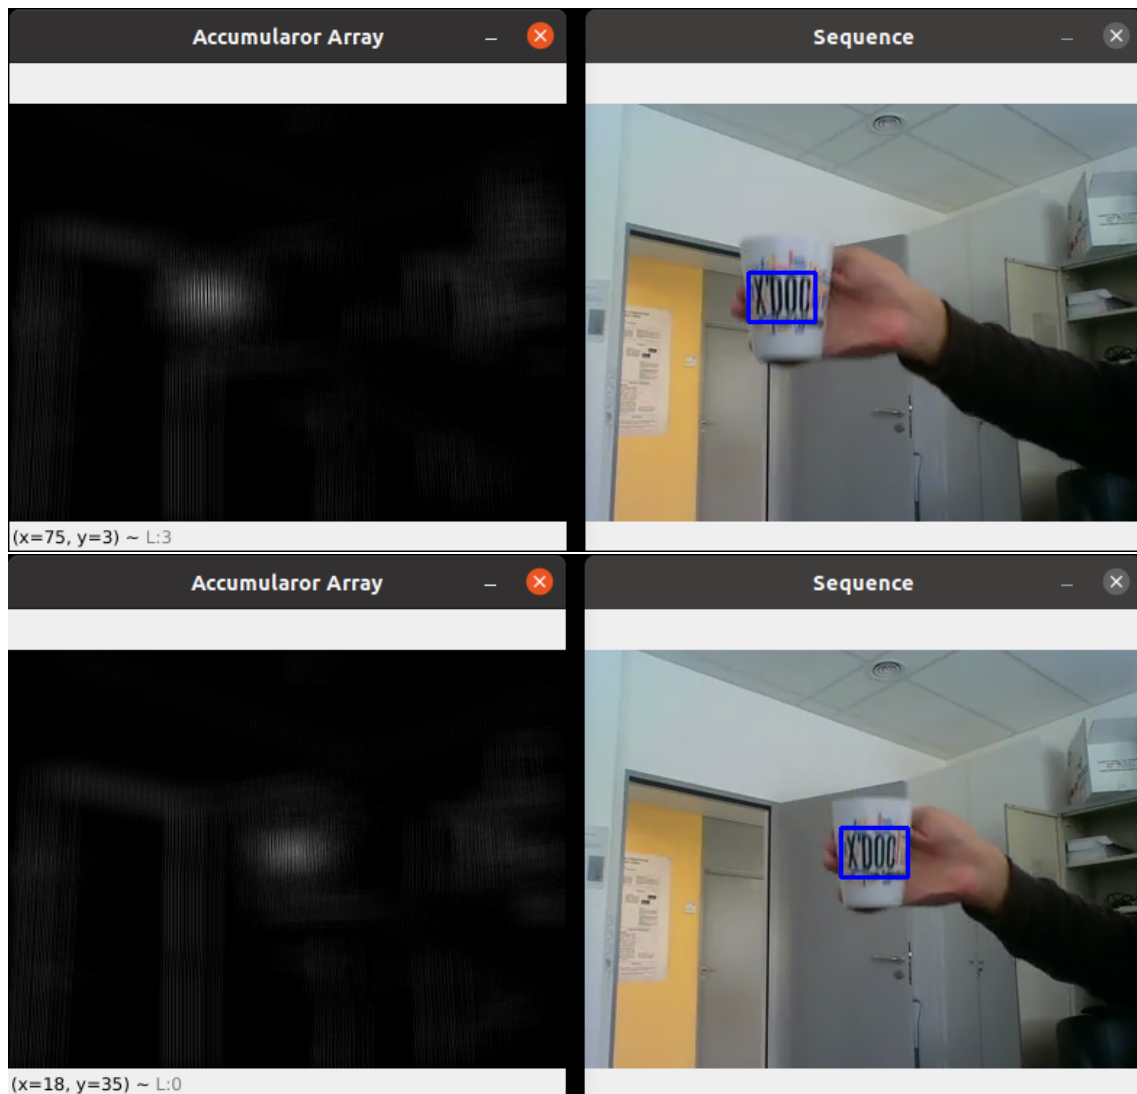 Accumularor Array
Sequence
X'DOC
(x=75, y=3) ~ L:3
Accumularor Array
Sequence
X'DOC
(x=18, y=35) ~ L:0